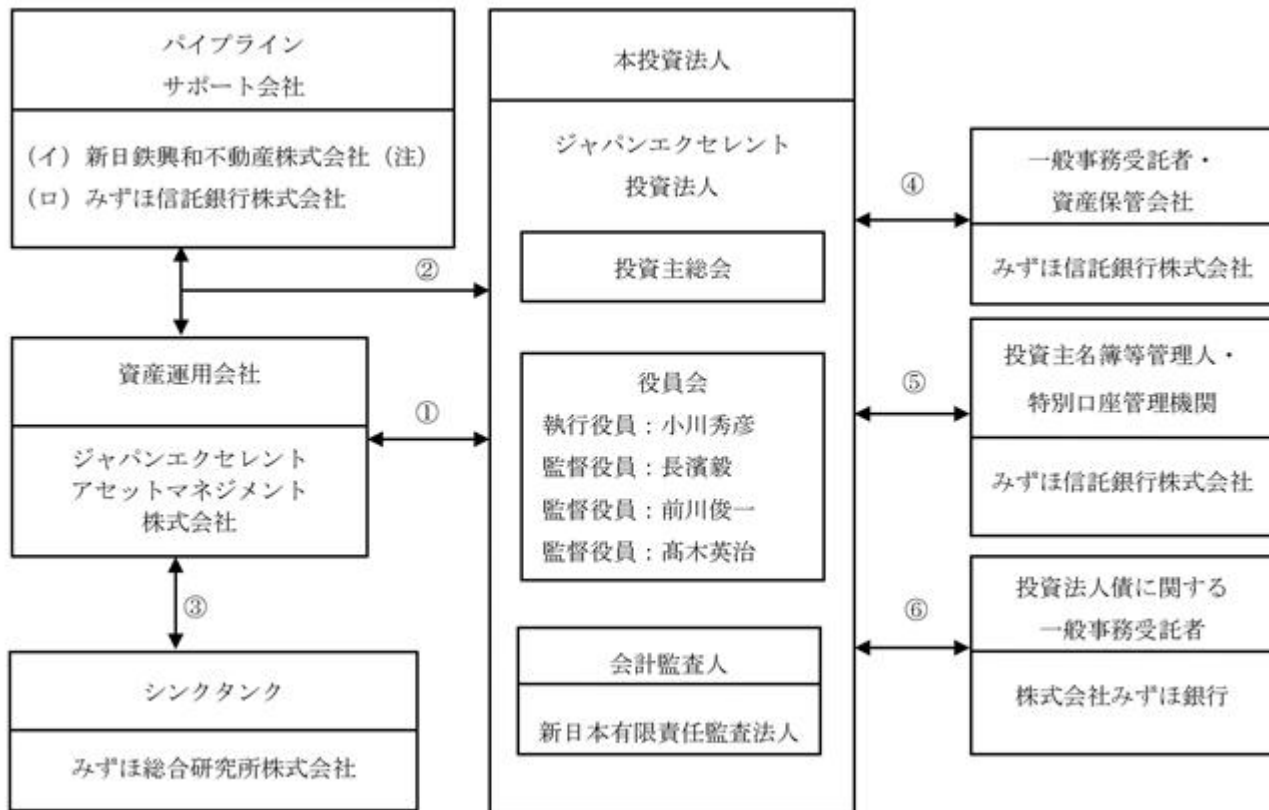 パイプライン
サポート会社
（イ）新日鉄興和不動産株式会社（注）
（ロ）みずほ信託銀行株式会社
②
資産運用会社
ジャパンエクセレント
アセットマネジメント
株式会社
①
③
シンクタンク
みずほ総合研究所株式会社
本投資法人
ジャパンエクセレント
投資法人
投資主総会
役員会
執行役員：小川秀彦
監督役員：長濱毅
監督役員：前川俊一
監督役員：髙木英治
会計監査人
新日本有限責任監査法人
④
一般事務受託者・
資産保管会社
みずほ信託銀行株式会社
⑤
投資主名簿等管理人・
特別口座管理機関
みずほ信託銀行株式会社
⑥
投資法人債に関する
一般事務受託者
株式会社みずほ銀行